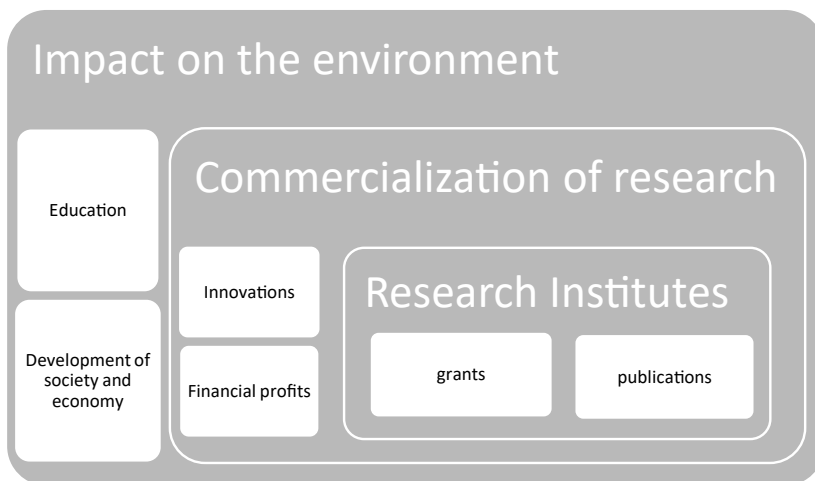 Impact on the environment
Education
Development of
society and
economy
Commercialization of research
Innovations
Financial profits
Research Institutes
grants
publications